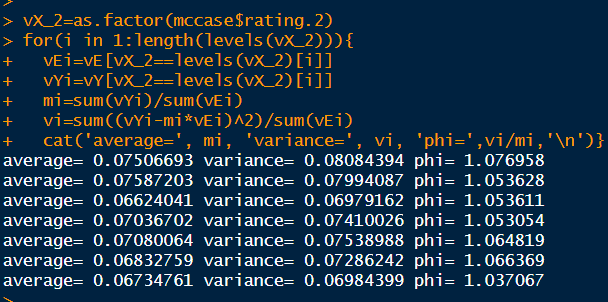 >
> vX_2=as.factor(mccase$rating.2)
> for(i in 1:length(levels(vX_2))){
+   vEi=vE[vX_2==levels(vX_2)[i]]
+   vYi=vY[vX_2==levels(vX_2)[i]]
+   mi=sum(vYi)/sum(vEi)
+   vi=sum((vYi-mi*vEi)^2)/sum(vEi)
+   cat('average=', mi, 'variance=', vi, 'phi=',vi/mi,'\n')}
average= 0.07506693 variance= 0.08084394 phi= 1.076958
average= 0.07587203 variance= 0.07994087 phi= 1.053628
average= 0.06624041 variance= 0.06979162 phi= 1.053611
average= 0.07036702 variance= 0.07410026 phi= 1.053054
average= 0.07080064 variance= 0.07538988 phi= 1.064819
average= 0.06832759 variance= 0.07286242 phi= 1.066369
average= 0.06734761 variance= 0.06984399 phi= 1.037067
>